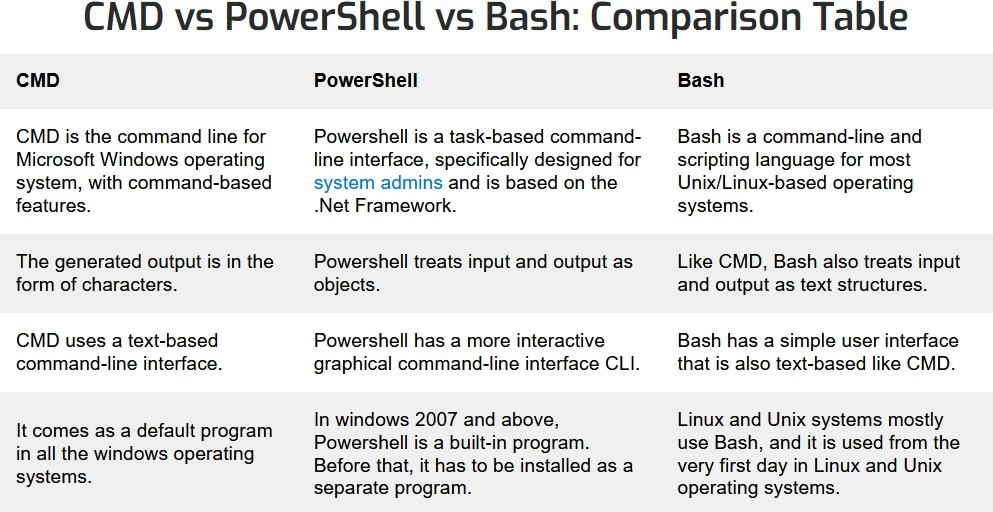 CMD vs PowerShell vs Bash: Comparison Table
CMD
PowerShell
Bash
CMD is the command line for
Microsoft Windows operating
system, with command-based
features.
Powershell is a task-based command-
line interface, specifically designed for
system admins and is based on the
.Net Framework.
Bash is a command-line and
scripting language for most
Unix/Linux-based operating
systems.
The generated output is in the
form of characters.
Powershell treats input and output as
objects.
Like CMD, Bash also treats input
and output as text structures.
CMD uses a text-based
command-line interface.
Powershell has a more interactive
graphical command-line interface CLI.
Bash has a simple user interface
that is also text-based like CMD.
It comes as a default program
in all the windows operating
systems.
In windows 2007 and above,
Powershell is a built-in program.
Before that, it has to be installed as a
separate program.
Linux and Unix systems mostly
use Bash, and it is used from the
very first day in Linux and Unix
operating systems.